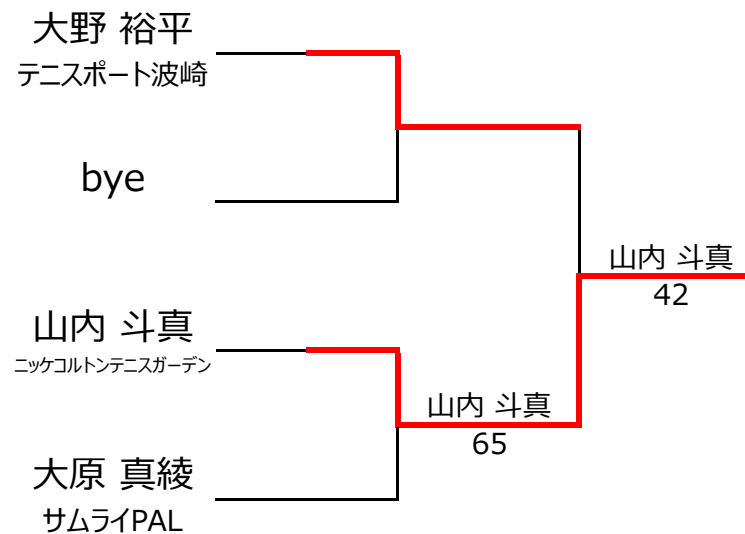 大野 裕平
テニスポート波崎
bye
山内 斗真
42
山内 斗真
ニッケコルトンテニスガーデン
山内 斗真
65
大原 真綾
サムライPAL